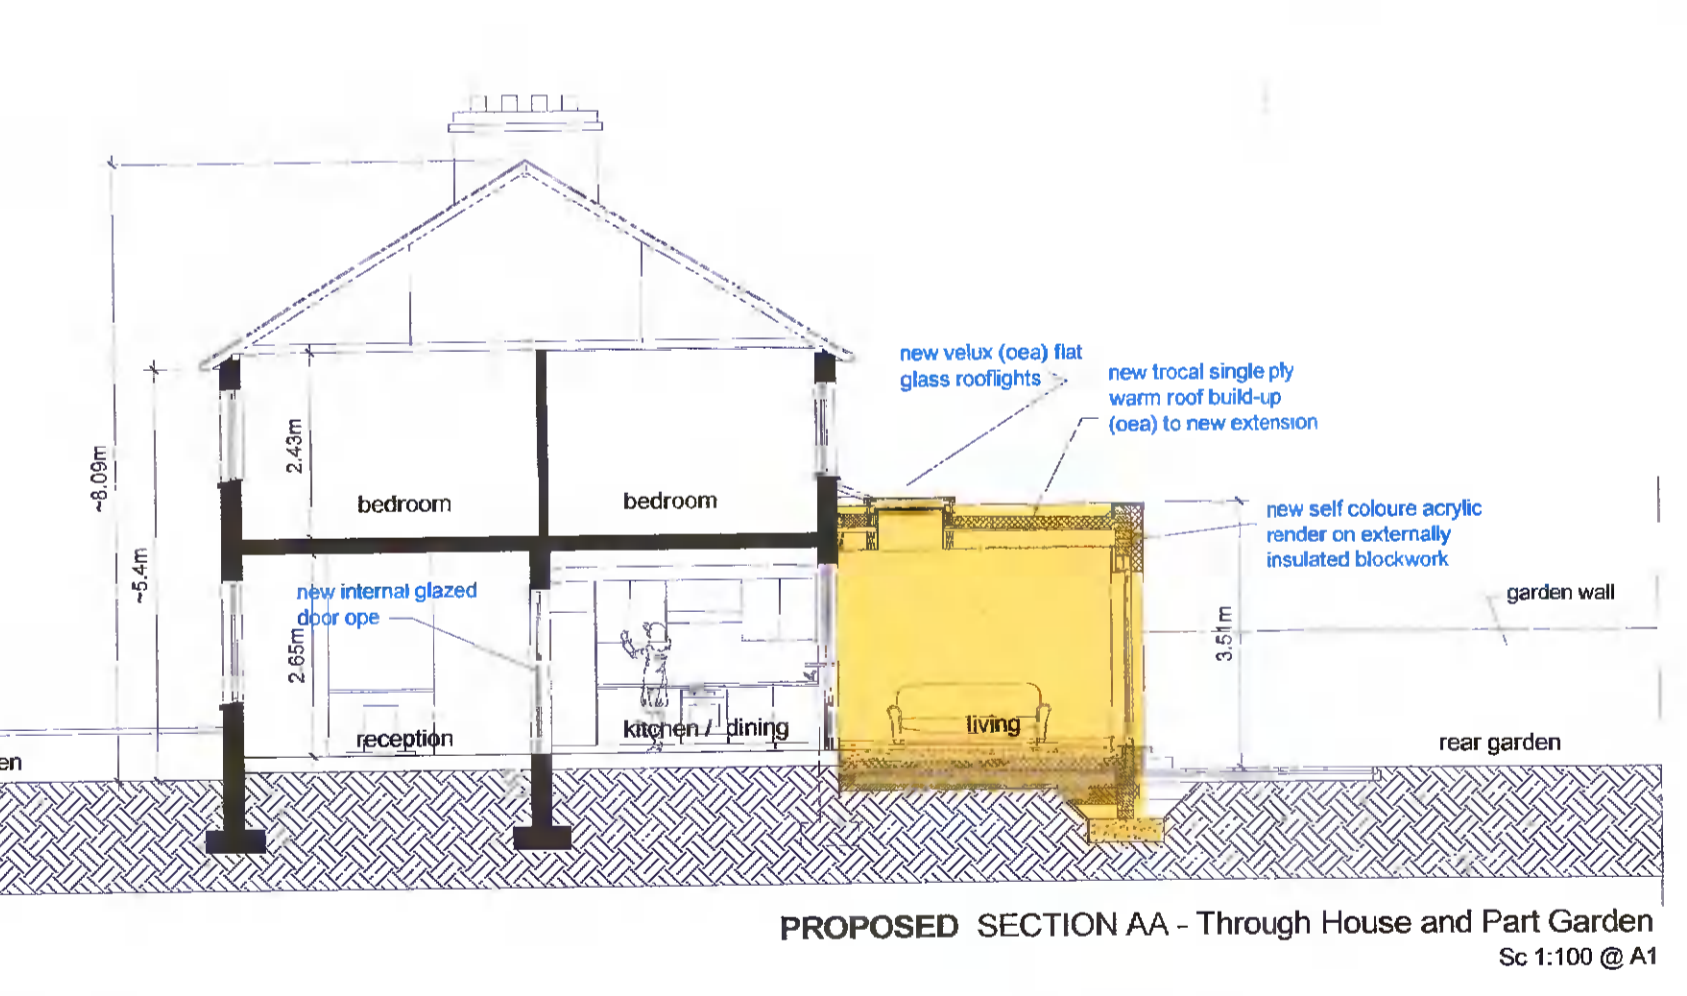 new velux (oea) flat
glass rooflights
new trocal single ply
warm roof build-up
(oea) to new extension
~8.09m
2.43m
bedroom
bedroom
new self coloure acrylic
render on externally
insulated blockwork
~5.4m
new internal glazed
door ope
garden wall
2.65m
3.51m
reception
kitchen / dining
living
rear garden
en
PROPOSED SECTION AA - Through House and Part Garden
Sc 1:100 @ A1